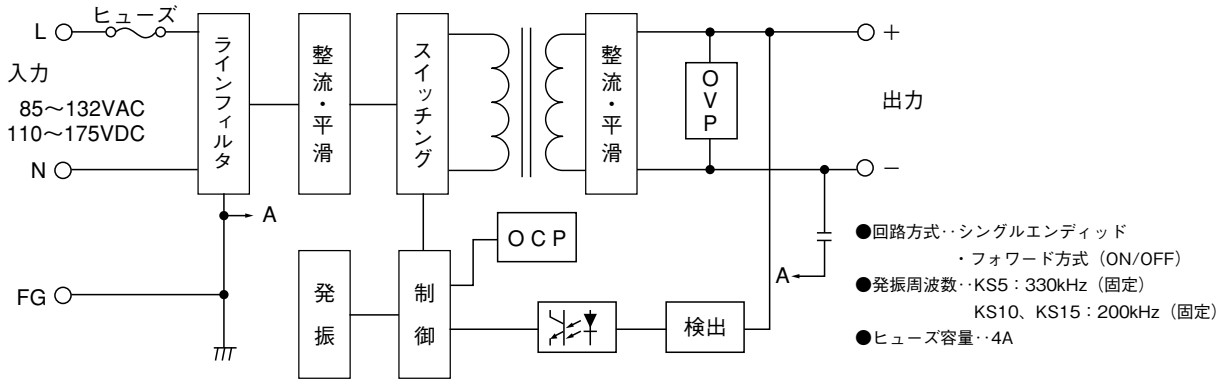 ヒューズ
L
入力
85～132VAC
110～175VDC
N
FG
ラインフィルタ
整流・平滑
スイッチング
整流・平滑
OVP
+
出力
−
A
OCP
発振
制御
検出
A
●回路方式‥シングルエンディッド
・フォワード方式（ON/OFF）
●発振周波数‥KS5：330kHz（固定）
KS10、KS15：200kHz（固定）
●ヒューズ容量‥4A